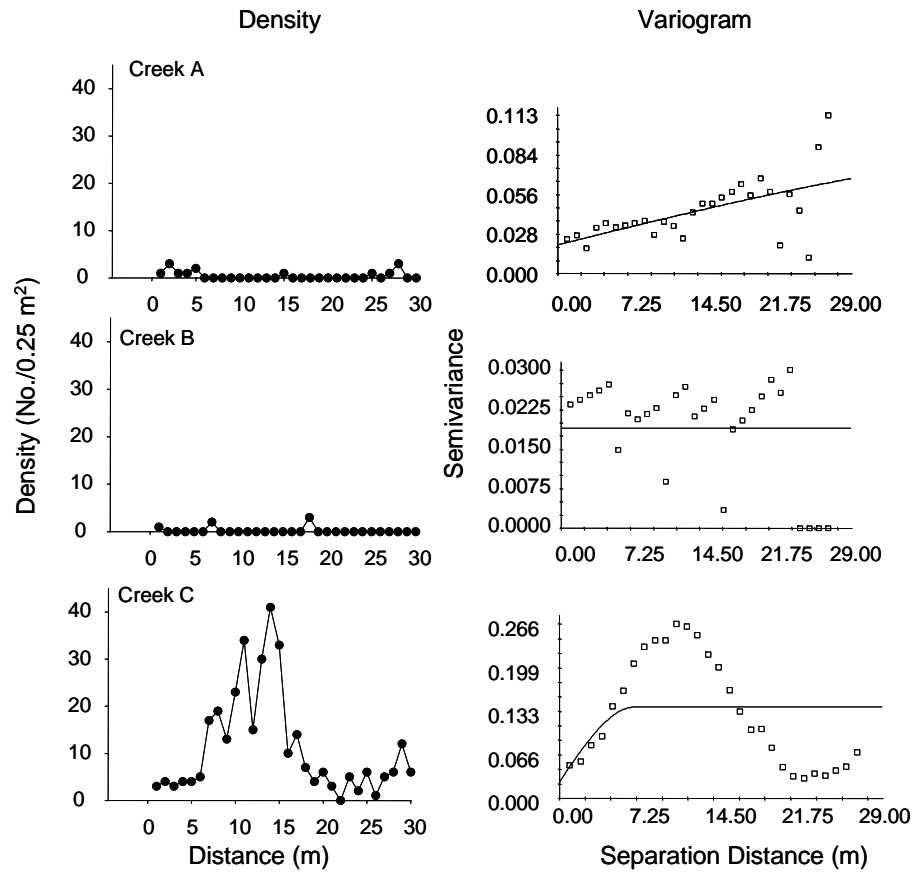 Density
Variogram
Density (No./0.25 m²)
Creek A
40
30
20
10
0
0 5 10 15 20 25 30
0.113
0.084
0.056
0.028
0.000
0.00 7.25 14.50 21.75 29.00
Creek B
40
30
20
10
0
0 5 10 15 20 25 30
Semivariance
0.0300
0.0225
0.0150
0.0075
0.0000
0.00 7.25 14.50 21.75 29.00
Creek C
40
30
20
10
0
0 5 10 15 20 25 30
Distance (m)
0.266
0.199
0.133
0.066
0.000
0.00 7.25 14.50 21.75 29.00
Separation Distance (m)